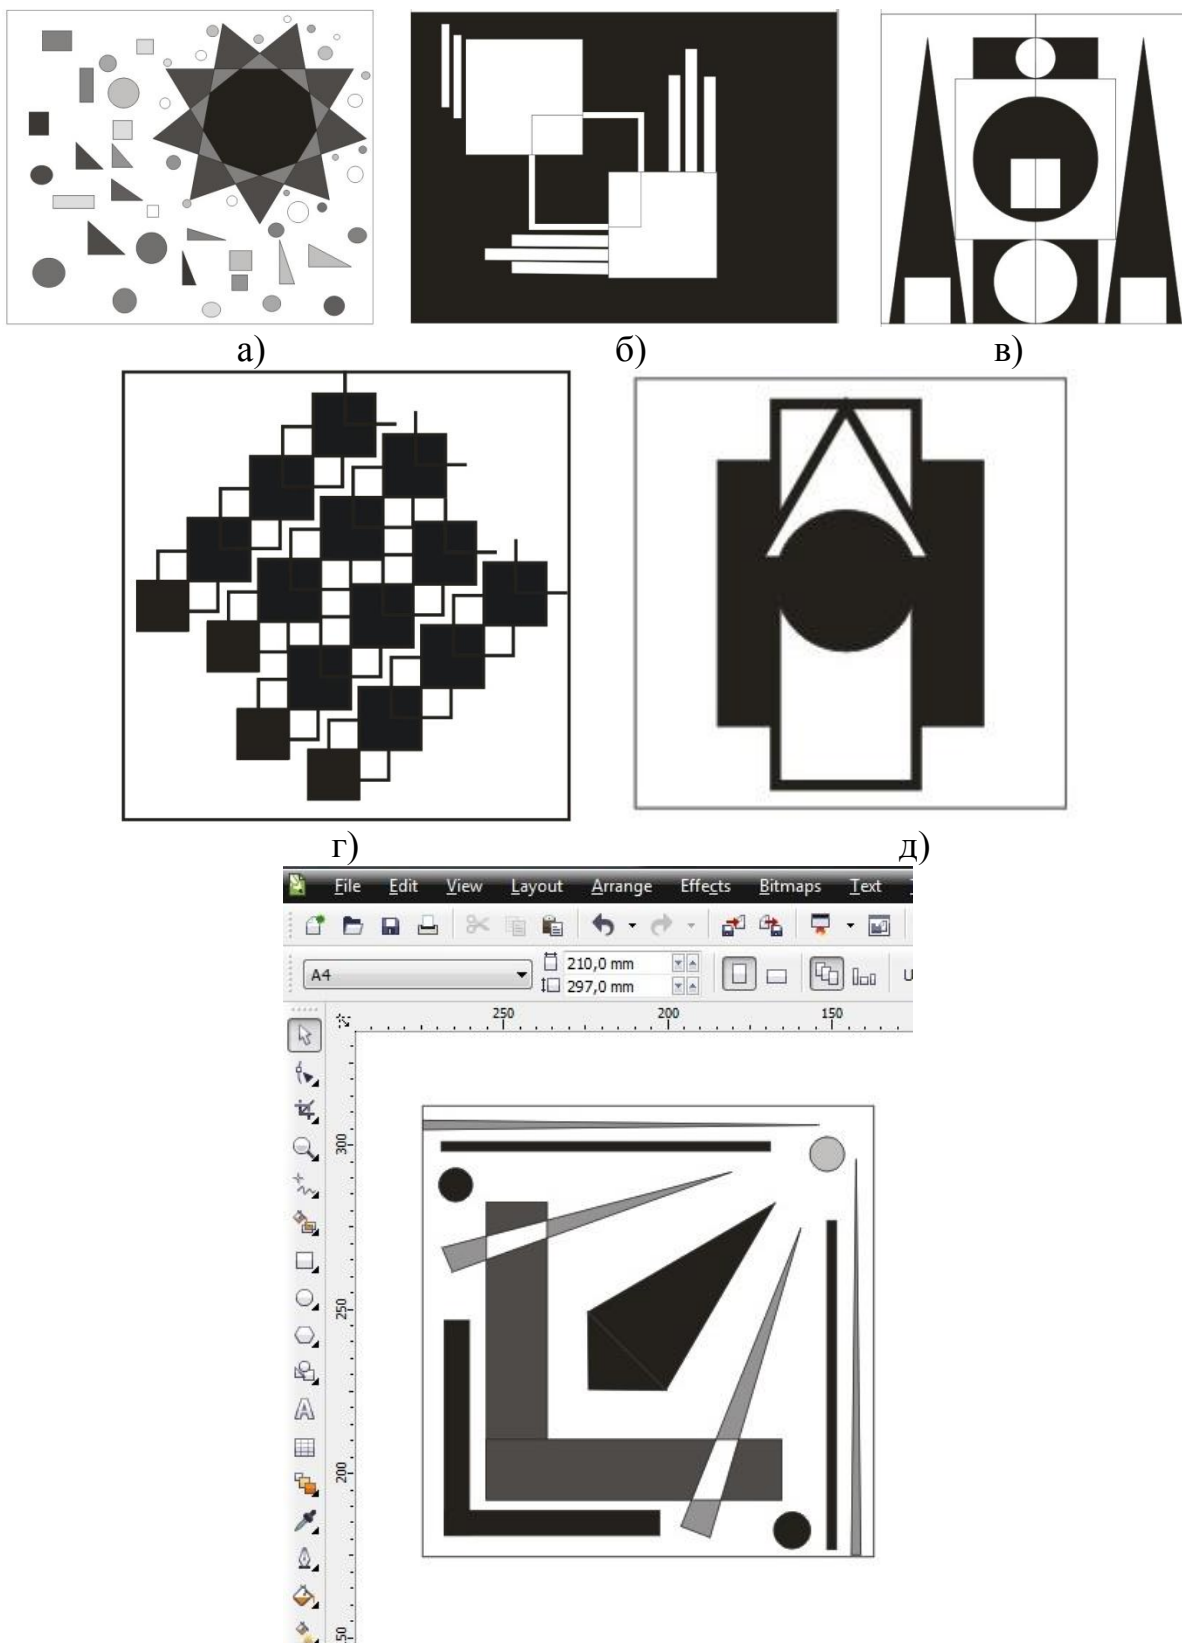 а) б) в)
г) д)
File Edit View Layout Arrange Effects Bitmaps Text
A4
210,0 mm
297,0 mm
U
250 200 150
300
250
200